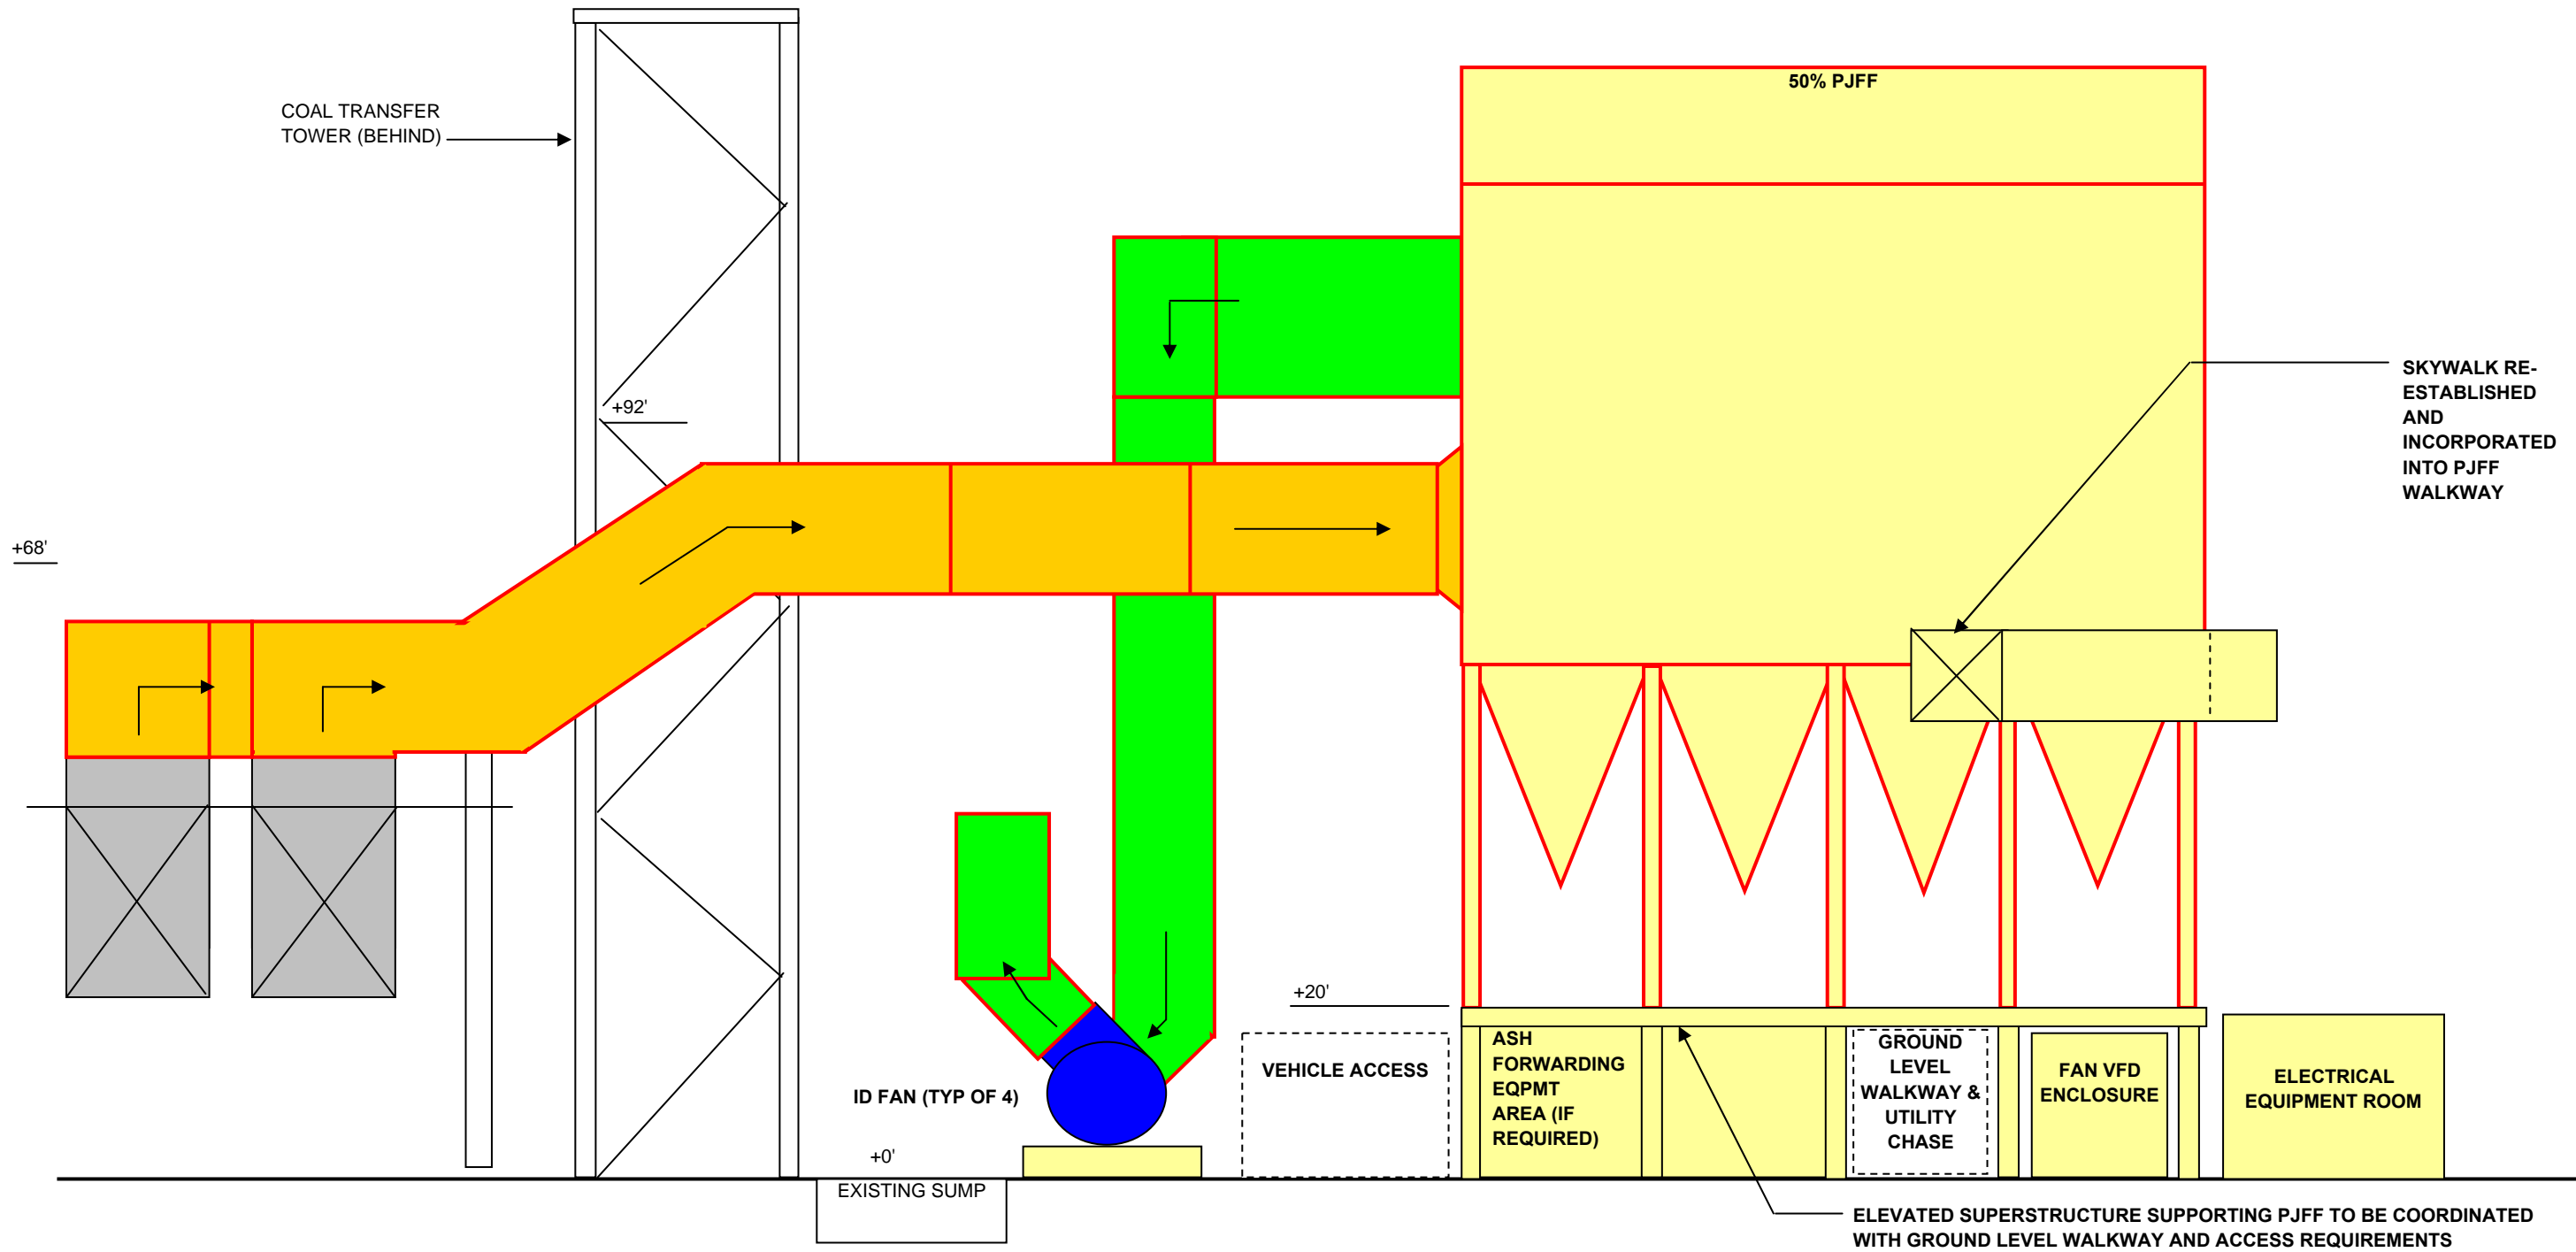 50% PJFF
COAL TRANSFER
TOWER (BEHIND)
SKYWALK RE-
ESTABLISHED
AND
INCORPORATED
INTO PJFF
WALKWAY
+92'
+68'
+20'
ASH
FORWARDING
EQPMT
AREA (IF
REQUIRED)
GROUND
LEVEL
WALKWAY &
UTILITY
CHASE
VEHICLE ACCESS
FAN VFD
ENCLOSURE
ELECTRICAL
EQUIPMENT ROOM
ID FAN (TYP OF 4)
+0'
EXISTING SUMP
ELEVATED SUPERSTRUCTURE SUPPORTING PJFF TO BE COORDINATED
WITH GROUND LEVEL WALKWAY AND ACCESS REQUIREMENTS